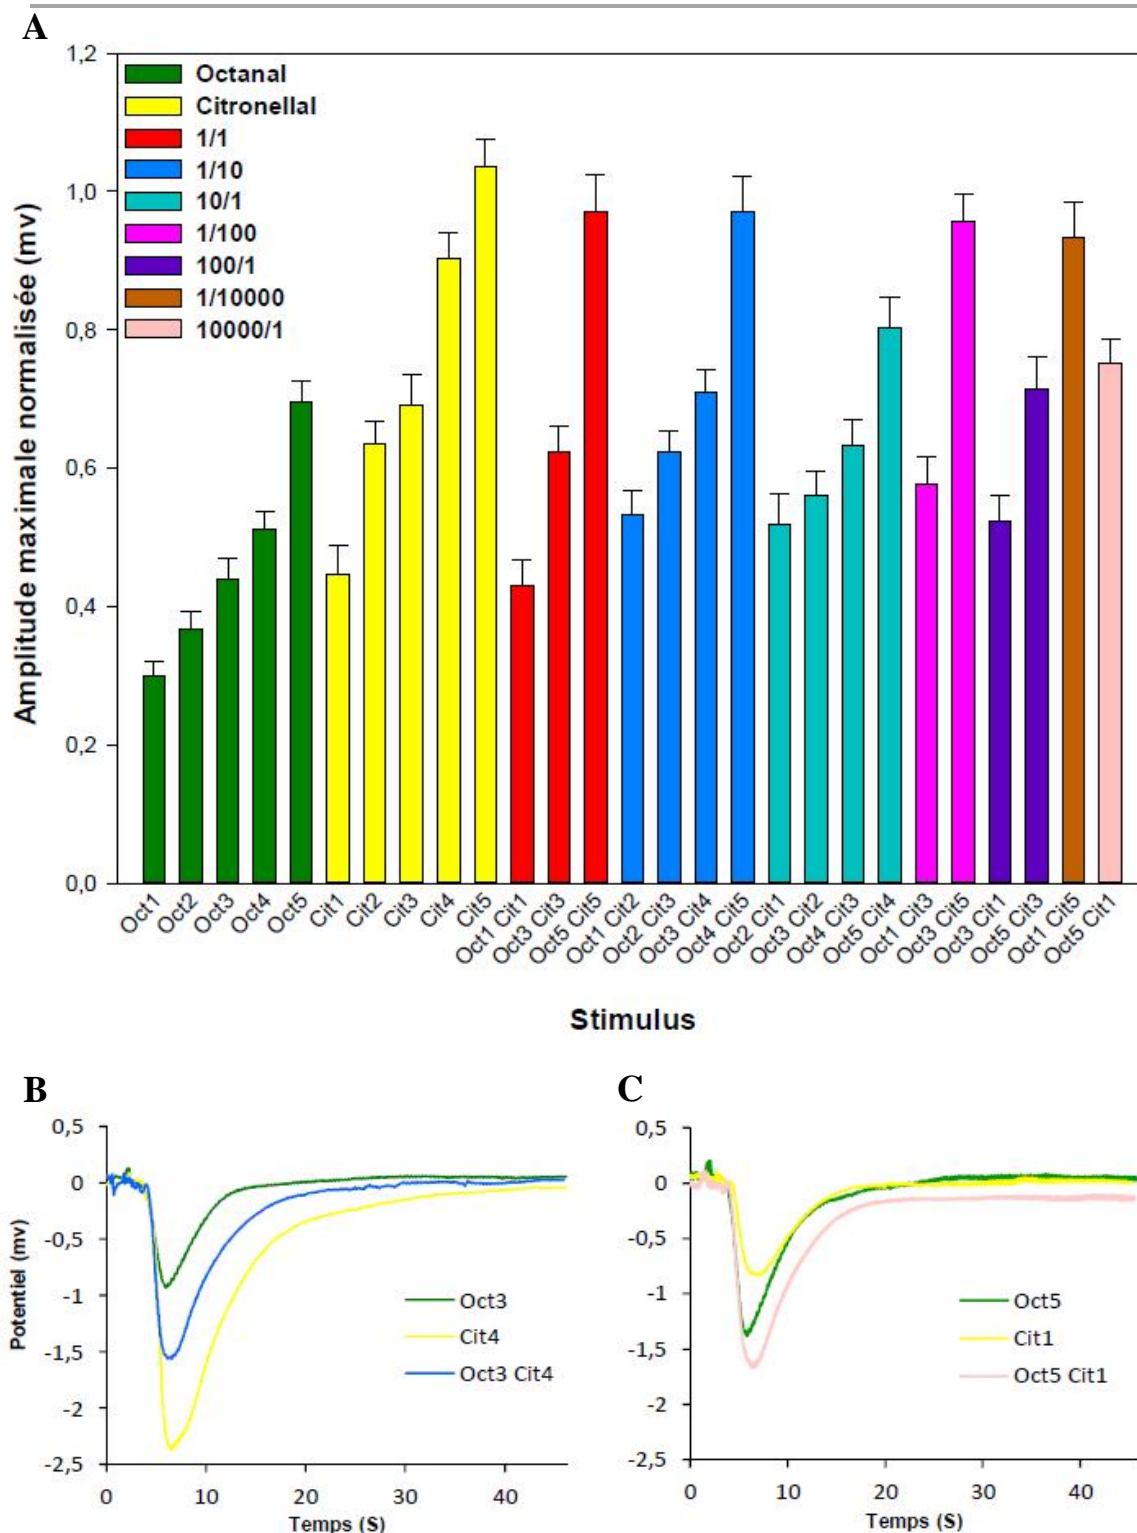 A
1,2
1,0
0,8
0,6
0,4
0,2
0,0
Amplitude maximale normalisée (mv)
Octanal
Citronellal
1/1
1/10
10/1
1/100
100/1
1/10000
10000/1
Oct1
Oct2
Oct3
Oct4
Oct5
Cit1
Cit2
Cit3
Cit4
Cit5
Oct1 Cit1
Oct3 Cit3
Oct5 Cit5
Oct1 Cit2
Oct2 Cit3
Oct3 Cit4
Oct4 Cit5
Oct2 Cit1
Oct3 Cit2
Oct4 Cit3
Oct5 Cit4
Oct1 Cit3
Oct3 Cit5
Oct3 Cit1
Oct5 Cit3
Oct1 Cit5
Oct5 Cit1
Stimulus
B
0,5
0
-0,5
-1
-1,5
-2
-2,5
Potentiel (mv)
Oct3
Cit4
Oct3 Cit4
0 10 20 30 40
Temps (S)
C
0,5
0
-0,5
-1
-1,5
-2
-2,5
Oct5
Cit1
Oct5 Cit1
0 10 20 30 40
Temps (S)